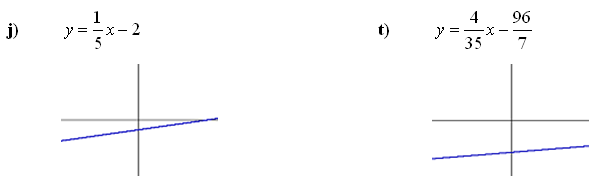 j) y = 1/5 x − 2
t) y = 4/35 x − 96/7